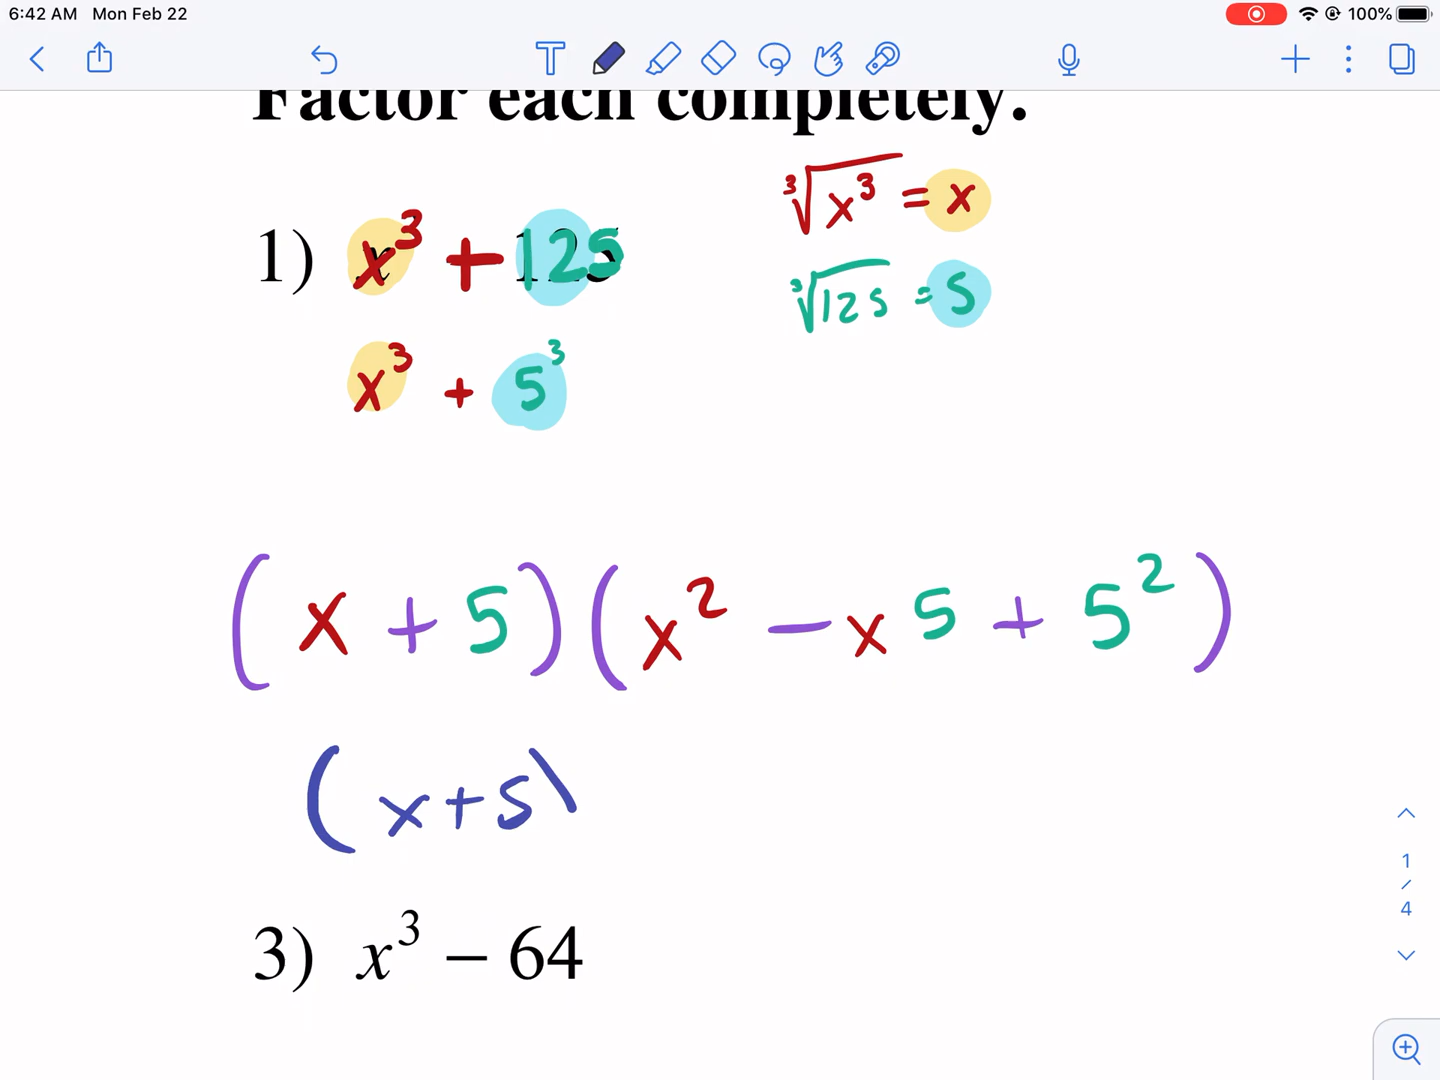 6:42 AM Mon Feb 22 100%
T
Factor each completely.
1) x³ + 125
∛x³ = x
∛125 = 5
x³ + 5³
(x + 5)(x² − x5 + 5²)
(x+5)
1
/
4
3) x³ − 64